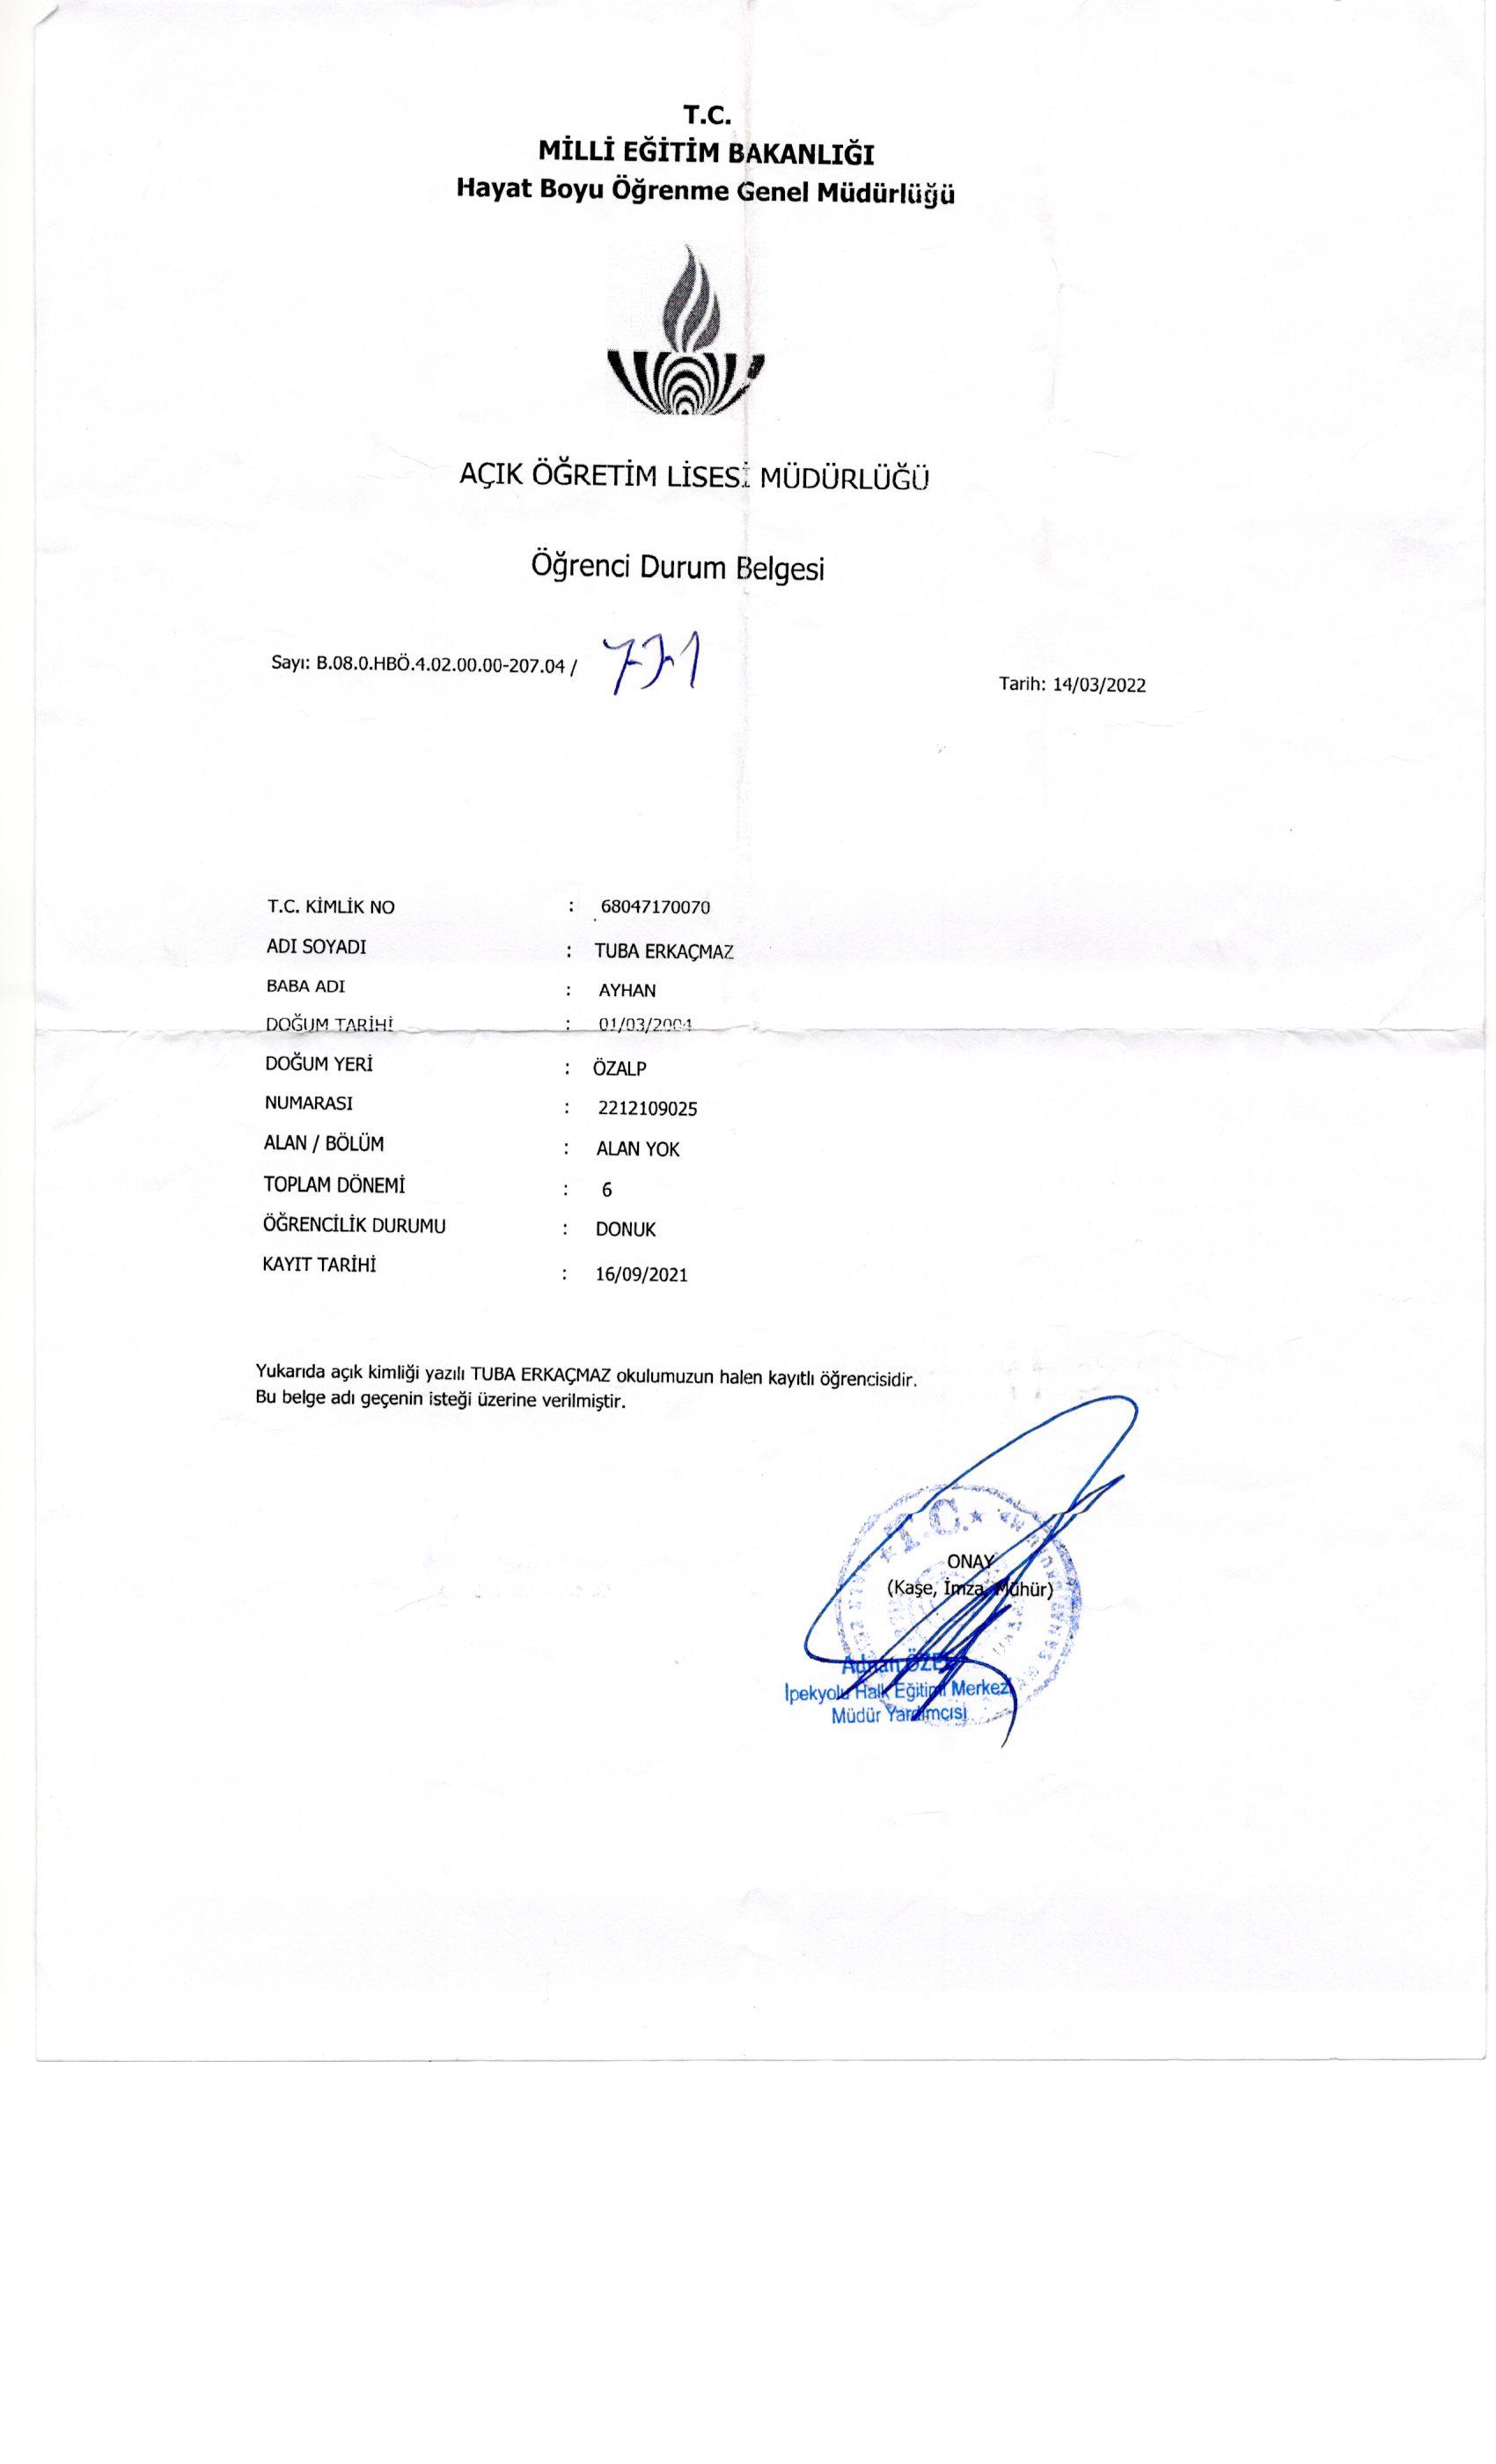 T.C.
MİLLİ EĞİTİM BAKANLIĞI
Hayat Boyu Öğrenme Genel Müdürlüğü
AÇIK ÖĞRETİM LİSESİ MÜDÜRLÜĞÜ
Öğrenci Durum Belgesi
Sayı: B.08.0.HBÖ.4.02.00.00-207.04 / 771
Tarih: 14/03/2022
T.C. KİMLİK NO : 68047170070
ADI SOYADI : TUBA ERKAÇMAZ
BABA ADI : AYHAN
DOĞUM TARİHİ : 01/03/2004
DOĞUM YERİ : ÖZALP
NUMARASI : 2212109025
ALAN / BÖLÜM : ALAN YOK
TOPLAM DÖNEMİ : 6
ÖĞRENCİLİK DURUMU : DONUK
KAYIT TARİHİ : 16/09/2021
Yukarıda açık kimliği yazılı TUBA ERKAÇMAZ okulumuzun halen kayıtlı öğrencisidir.
Bu belge adı geçenin isteği üzerine verilmiştir.
T.C.
ONAY
(Kaşe, İmza, Mühür)
Adnan
İpekyolu Halk Eğitimi Merkezi
Müdür Yardımcısı